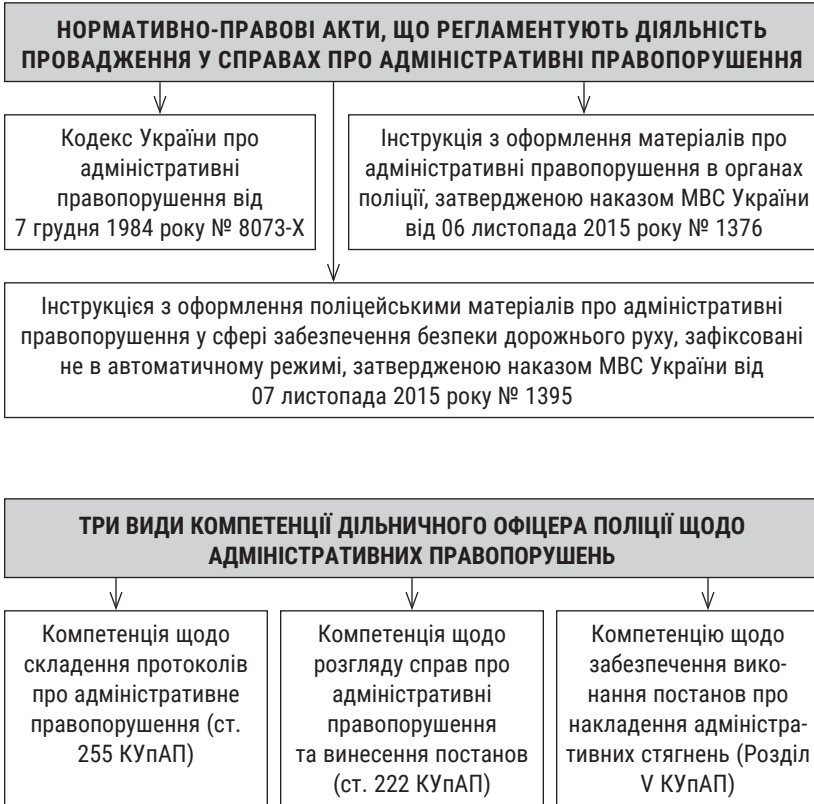 НОРМАТИВНО-ПРАВОВІ АКТИ, ЩО РЕГЛАМЕНТУЮТЬ ДІЯЛЬНІСТЬ
ПРОВАДЖЕННЯ У СПРАВАХ ПРО АДМІНІСТРАТИВНІ ПРАВОПОРУШЕННЯ
Кодекс України про
адміністративні
правопорушення від
7 грудня 1984 року № 8073-Х
Інструкція з оформлення матеріалів про
адміністративні правопорушення в органах
поліції, затвердженою наказом МВС України
від 06 листопада 2015 року № 1376
Інструкцієя з оформлення поліцейськими матеріалів про адміністративні
правопорушення у сфері забезпечення безпеки дорожнього руху, зафіксовані
не в автоматичному режимі, затвердженою наказом МВС України від
07 листопада 2015 року № 1395
ТРИ ВИДИ КОМПЕТЕНЦІЇ ДІЛЬНИЧНОГО ОФІЦЕРА ПОЛІЦІЇ ЩОДО
АДМІНІСТРАТИВНИХ ПРАВОПОРУШЕНЬ
Компетенція щодо
складення протоколів
про адміністративне
правопорушення (ст.
255 КУпАП)
Компетенція щодо
розгляду справ про
адміністративні
правопорушення
та винесення постанов
(ст. 222 КУпАП)
Компетенцію щодо
забезпечення вико-
нання постанов про
накладення адміністра-
тивних стягнень (Розділ
V КУпАП)